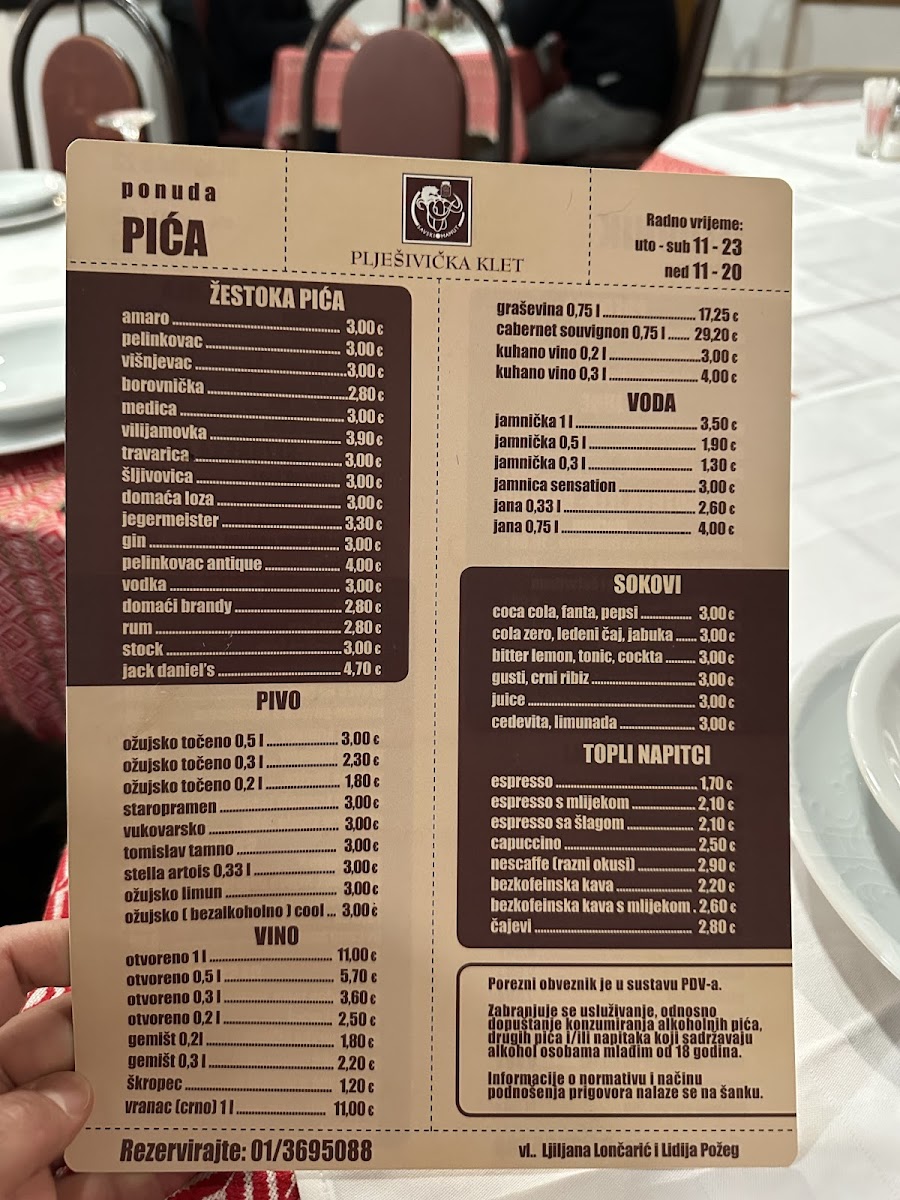 ponuda
PIĆA
PLJEŠIVIČKA KLET
Radno vrijeme:
uto - sub 11 - 23
ned 11 - 20
ŽESTOKA PIĆA
amaro 3,00 €
pelinkovac 3,00 €
višnjevac 3,00 €
borovnička 2,80 €
medica 3,00 €
vilijamovka 3,90 €
travarica 3,00 €
šljivovica 3,00 €
domaća loza 3,00 €
jegermeister 3,30 €
gin 3,00 €
pelinkovac antique 4,00 €
vodka 3,00 €
domaći brandy 2,80 €
rum 2,80 €
stock 3,00 €
jack daniel's 4,70 €
PIVO
ožujsko točeno 0,5 l 3,00 €
ožujsko točeno 0,3 l 2,30 €
ožujsko točeno 0,2 l 1,80 €
staropramen 3,00 €
vukovarsko 3,00 €
tomislav tamno 3,00 €
stella artois 0,33 l 3,00 €
ožujsko limun 3,00 €
ožujsko ( bezalkoholno ) cool ... 3,00 €
VINO
otvoreno 1 l 11,00 €
otvoreno 0,5 l 5,70 €
otvoreno 0,3 l 3,60 €
otvoreno 0,2 l 2,50 €
gemišt 0,2l 1,80 €
gemišt 0,3 l 2,20 €
škropec 1,20 €
vranac (crno) 1 l 11,00 €
graševina 0,75 l 17,25 €
cabernet souvignon 0,75 l 29,20 €
kuhano vino 0,2 l 3,00 €
kuhano vino 0,3 l 4,00 €
VODA
jamnička 1 l 3,50 €
jamnička 0,5 l 1,90 €
jamnička 0,3 l 1,30 €
jamnica sensation 3,00 €
jana 0,33 l 2,60 €
jana 0,75 l 4,00 €
SOKOVI
coca cola, fanta, pepsi 3,00 €
cola zero, ledeni čaj, jabuka 3,00 €
bitter lemon, tonic, cockta 3,00 €
gusti, crni ribiz 3,00 €
juice 3,00 €
cedevita, limunada 3,00 €
TOPLI NAPITCI
espresso 1,70 €
espresso s mlijekom 2,10 €
espresso sa šlagom 2,10 €
capuccino 2,50 €
nescaffe (razni okusi) 2,90 €
bezkofeinska kava 2,20 €
bezkofeinska kava s mlijekom . 2,60 €
čajevi 2,80 €
Porezni obveznik je u sustavu PDV-a.
Zabranjuje se usluživanje, odnosno
dopuštanje konzumiranja alkoholnih pića,
drugih pića i/ili napitaka koji sadržavaju
alkohol osobama mlađim od 18 godina.
Informacije o normativu i načinu
podnošenja prigovora nalaze se na šanku.
Rezervirajte: 01/3695088
vl.. Ljiljana Lončarić i Lidija Požeg